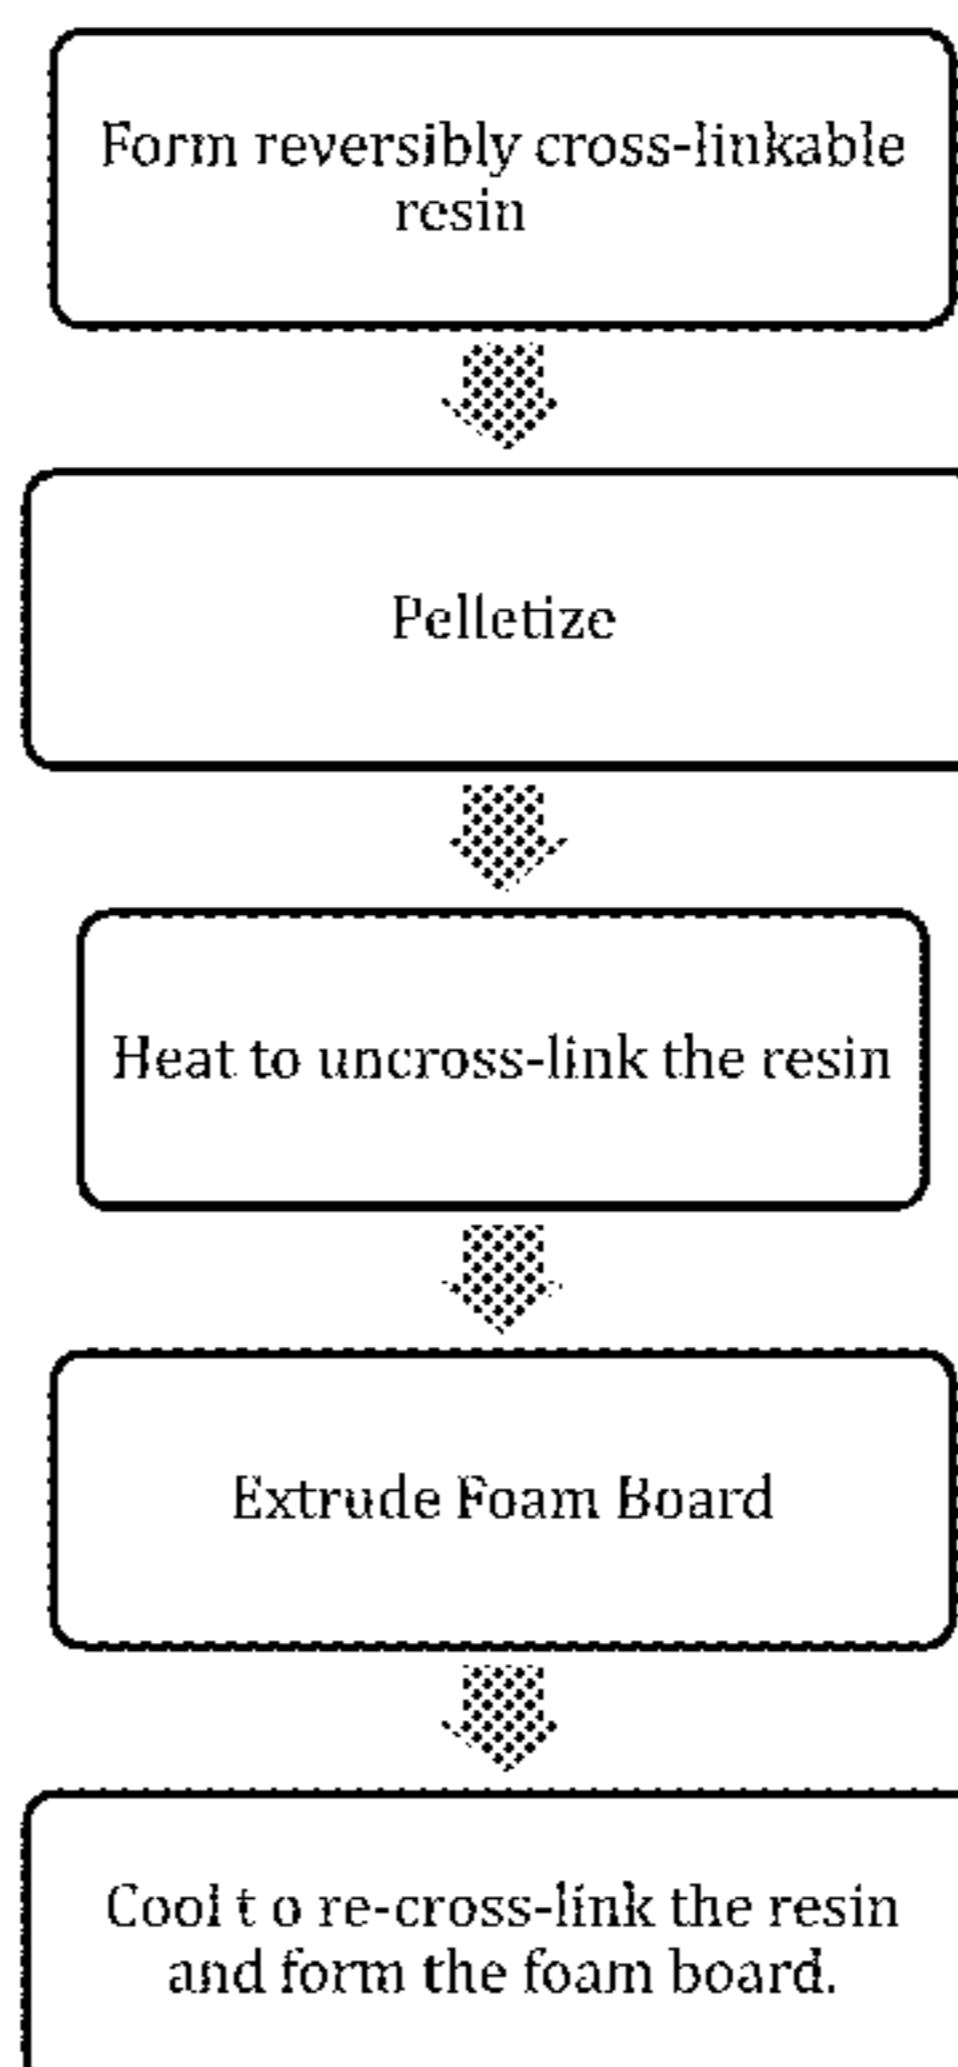 Form reversibly cross-linkable
resin
Pelletize
Heat to uncross-link the resin
Extrude Foam Board
Cool t o re-cross-link the resin
and form the foam board.